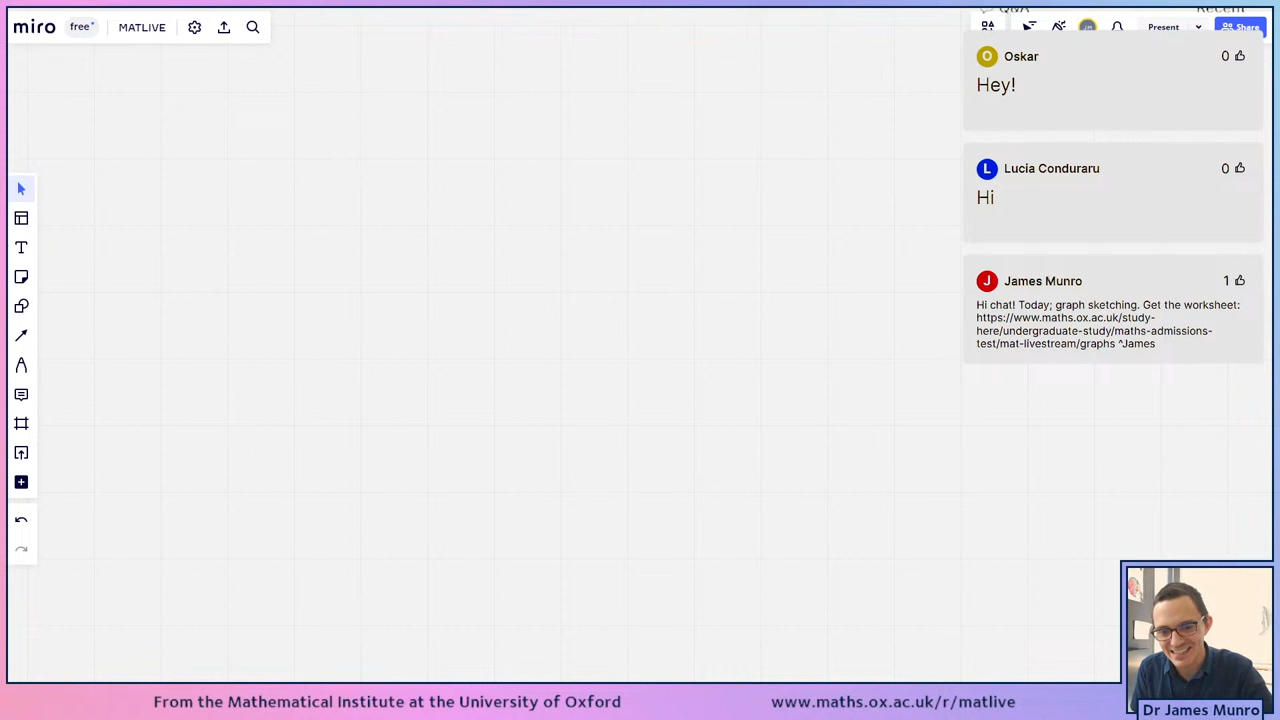 Q&A
Recent
miro free MATLIVE
Present
Share
O Oskar 0
Hey!
L Lucia Conduraru 0
Hi
J James Munro 1
Hi chat! Today; graph sketching. Get the worksheet:
https://www.maths.ox.ac.uk/study-
here/undergraduate-study/maths-admissions-
test/mat-livestream/graphs ^James
From the Mathematical Institute at the University of Oxford
www.maths.ox.ac.uk/r/matlive
Dr James Munro